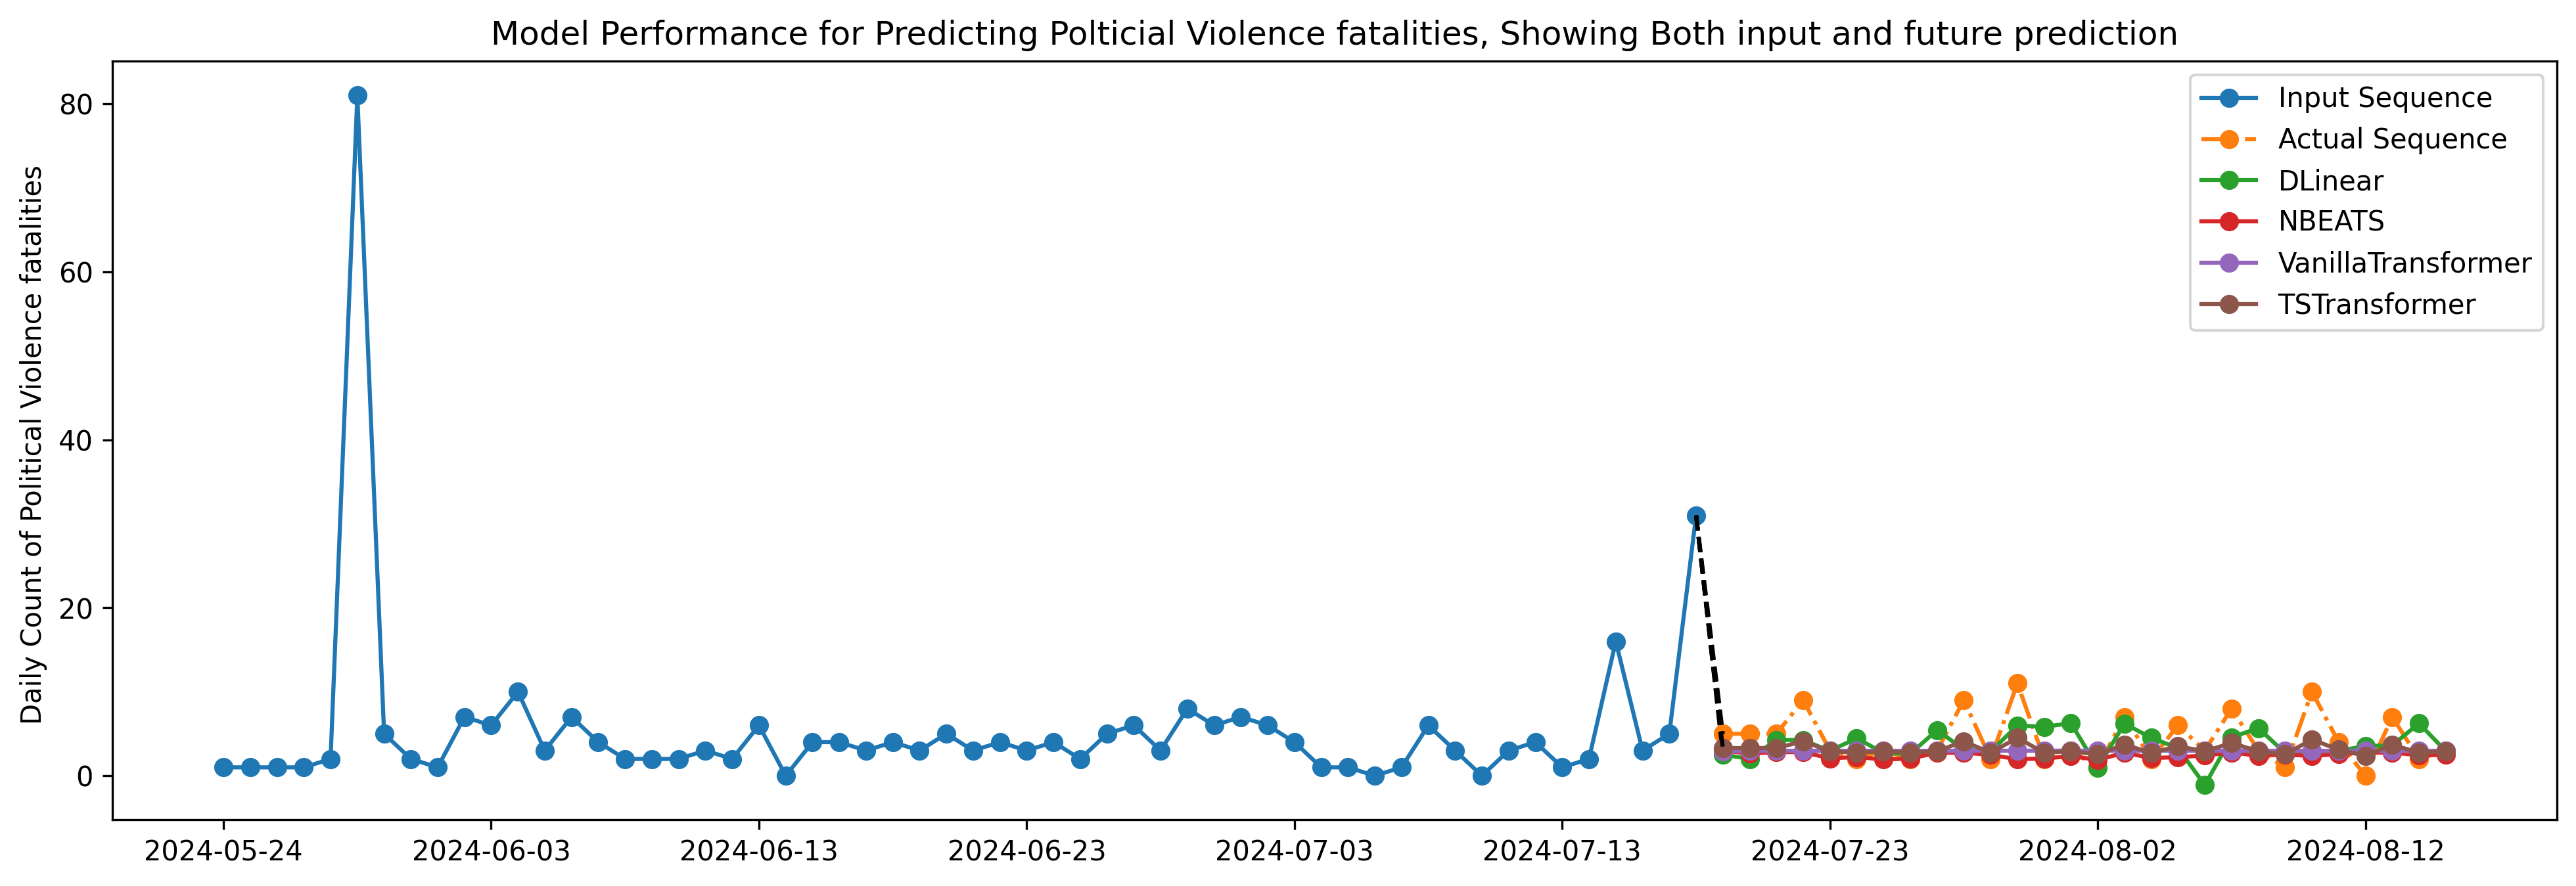 Model Performance for Predicting Polticial Violence fatalities, Showing Both input and future prediction
Daily Count of Political Violence fatalities
80
60
40
20
0
Input Sequence
Actual Sequence
DLinear
NBEATS
VanillaTransformer
TSTransformer
2024-05-24 2024-06-03 2024-06-13 2024-06-23 2024-07-03 2024-07-13 2024-07-23 2024-08-02 2024-08-12